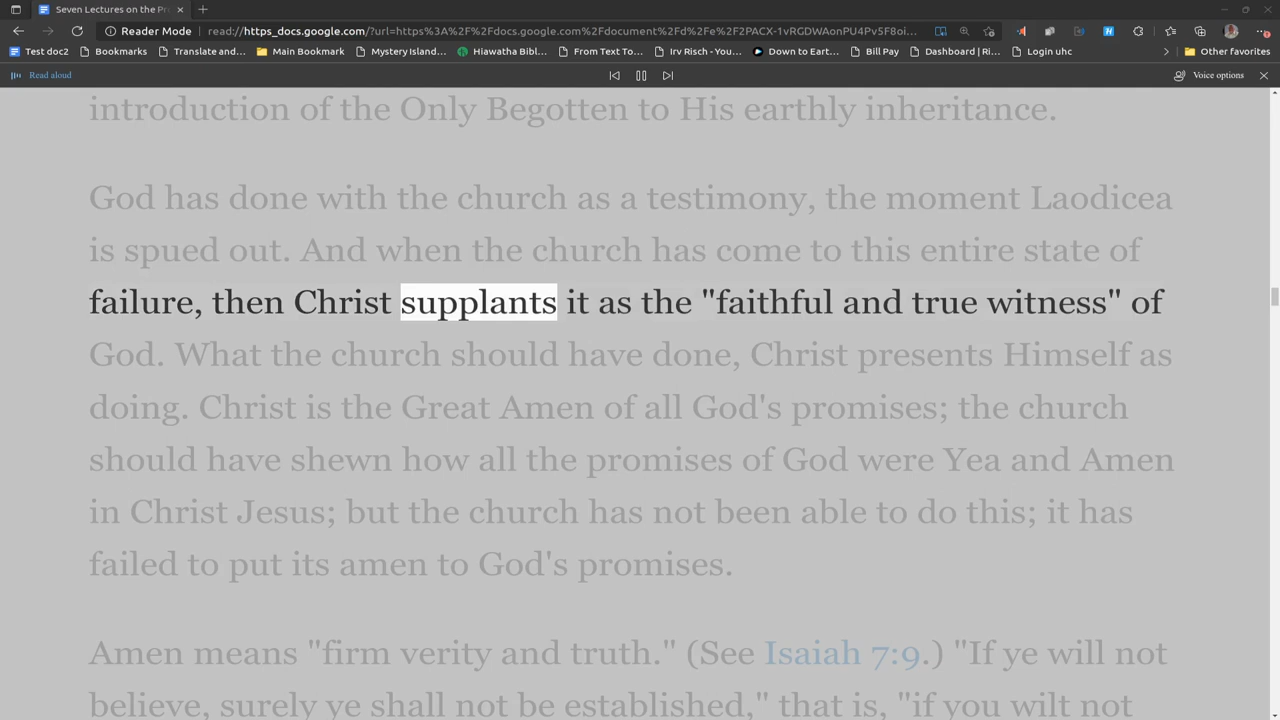 Seven Lectures on the Pr
Reader Mode
read://https_docs.google.com/?url=https%3A%2F%2Fdocs.google.com%2Fdocument%2Fd%2Fe%2F2PACX-1vRGDWAonPU4Pv5F8oi...
Test doc2 Bookmarks Translate and... Main Bookmark Mystery Island... Hiawatha Bibl... From Text To... Irv Risch - You... Down to Eart... Bill Pay Dashboard | Ri... Login uhc Other favorites
Read aloud Voice options
introduction of the Only Begotten to His earthly inheritance.
God has done with the church as a testimony, the moment Laodicea
is spued out. And when the church has come to this entire state of
failure, then Christ supplants it as the "faithful and true witness" of
God. What the church should have done, Christ presents Himself as
doing. Christ is the Great Amen of all God's promises; the church
should have shewn how all the promises of God were Yea and Amen
in Christ Jesus; but the church has not been able to do this; it has
failed to put its amen to God's promises.
Amen means "firm verity and truth." (See Isaiah 7:9.) "If ye will not
believe, surely ye shall not be established," that is, "if you wilt not